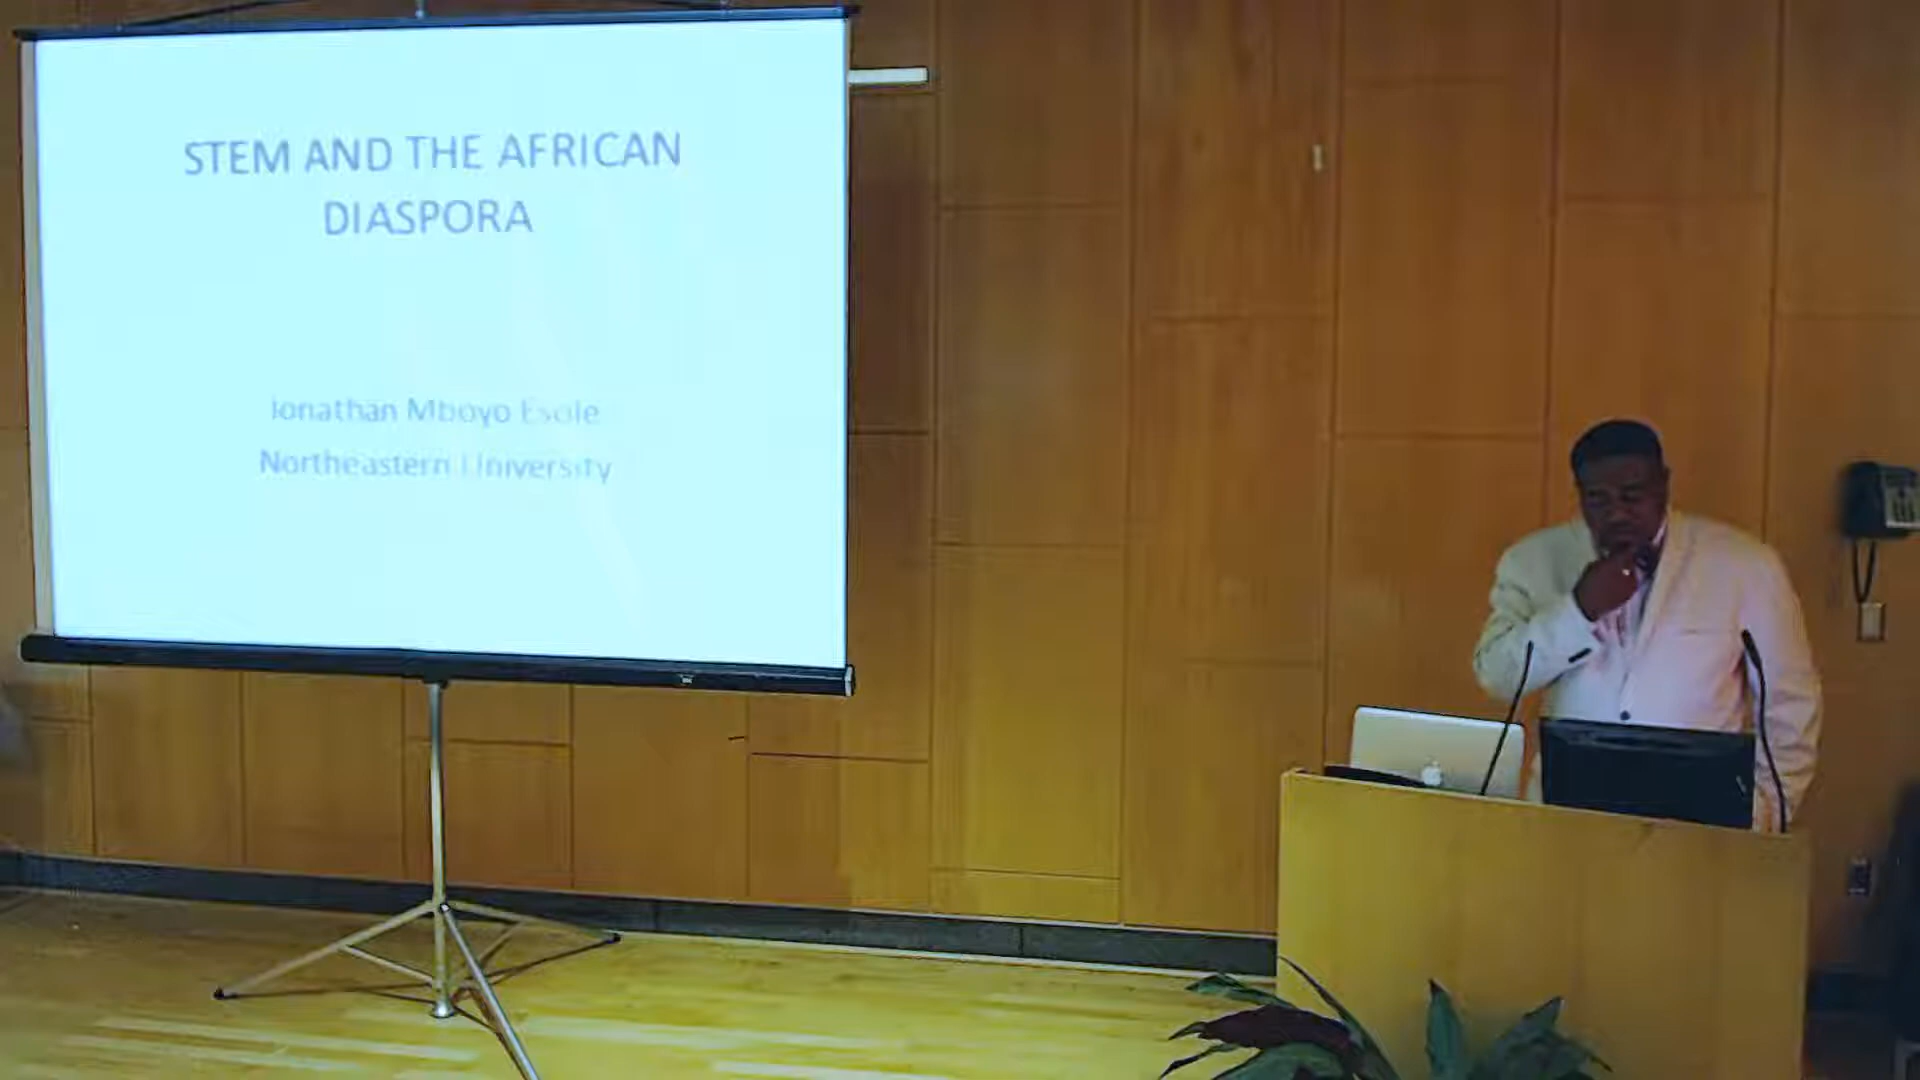 STEM AND THE AFRICAN
DIASPORA
Jonathan Mboyo Esole
Northeastern University